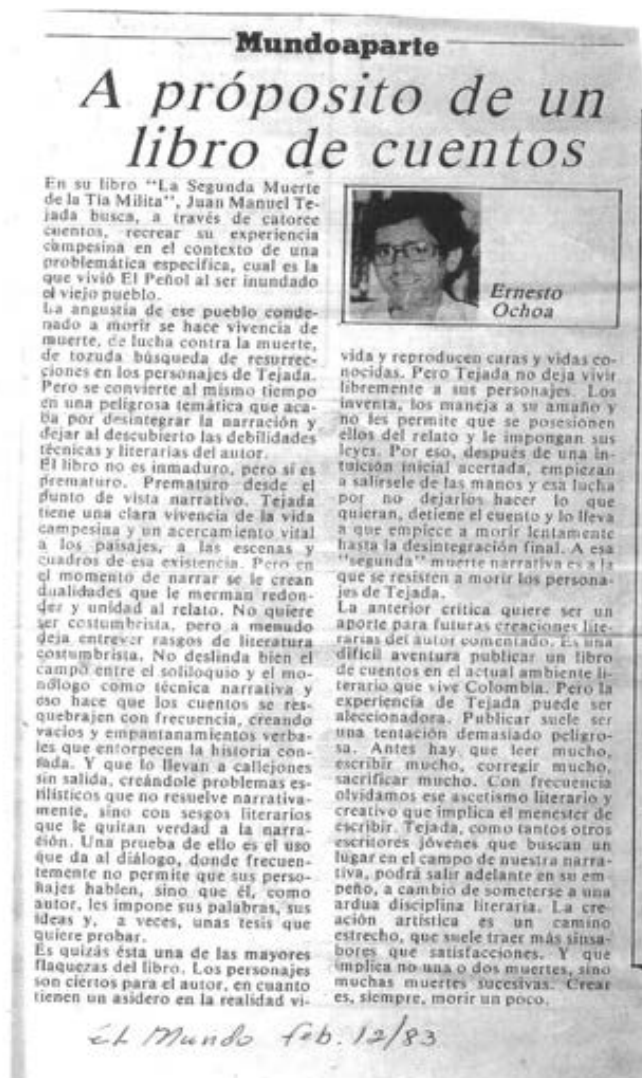 Mundoaparte
A próposito de un
libro de cuentos
En su libro "La Segunda Muerte
de la Tía Milita", Juan Manuel Te-
jada busca, a través de catorce
cuentos, recrear su experiencia
campesina en el contexto de una
problemática específica, cual es la
que vivió El Peñol al ser inundado
el viejo pueblo.
La angustia de ese pueblo conde-
nado a morir se hace vivencia de
muerte, de lucha contra la muerte,
de tozuda búsqueda de resurrec-
ciones en los personajes de Tejada.
Pero se convierte al mismo tiempo
en una peligrosa temática que aca-
ba por desintegrar la narración y
dejar al descubierto las debilidades
técnicas y literarias del autor.
El libro no es inmaduro, pero sí es
prematuro. Prematuro desde el
punto de vista narrativo. Tejada
tiene una clara vivencia de la vida
campesina y un acercamiento vital
a los paisajes, a las escenas y
cuadros de esa existencia. Pero en
el momento de narrar se le crean
dualidades que le merman redon-
dez y unidad al relato. No quiere
ser costumbrista, pero a menudo
deja entrever rasgos de literatura
costumbrista. No deslinda bien el
campo entre el soliloquio y el mo-
nólogo como técnica narrativa y
eso hace que los cuentos se res-
quebrajen con frecuencia, creando
vacíos y empantanamientos verba-
les que entorpecen la historia con-
tada. Y que lo llevan a callejones
sin salida, creándole problemas es-
tilísticos que no resuelve narrativa-
mente, sino con sesgos literarios
que le quitan verdad a la narra-
ción. Una prueba de ello es el uso
que da al diálogo, donde frecuen-
temente no permite que sus perso-
najes hablen, sino que él, como
autor, les impone sus palabras, sus
ideas y, a veces, unas tesis que
quiere probar.
Es quizás ésta una de las mayores
flaquezas del libro. Los personajes
son ciertos para el autor, en cuanto
tienen un asidero en la realidad vi-
Ernesto
Ochoa
vida y reproducen caras y vidas co-
nocidas. Pero Tejada no deja vivir
libremente a sus personajes. Los
inventa, los maneja a su amaño y
no les permite que se posesionen
ellos del relato y le impongan sus
leyes. Por eso, después de una in-
tuición inicial acertada, empiezan
a salírsele de las manos y esa lucha
por no dejarlos hacer lo que
quieran, detiene el cuento y lo lleva
a que empiece a morir lentamente
hasta la desintegración final. A esa
"segunda" muerte narrativa es a la
que se resisten a morir los persona-
jes de Tejada.
La anterior crítica quiere ser un
aporte para futuras creaciones lite-
rarias del autor comentado. Es una
difícil aventura publicar un libro
de cuentos en el actual ambiente li-
terario que vive Colombia. Pero la
experiencia de Tejada puede ser
aleccionadora. Publicar suele ser
una tentación demasiado peligro-
sa. Antes hay que leer mucho,
escribir mucho, corregir mucho,
sacrificar mucho. Con frecuencia
olvidamos ese ascetismo literario y
creativo que implica el menester de
escribir. Tejada, como tantos otros
escritores jóvenes que buscan un
lugar en el campo de nuestra narra-
tiva, podrá salir adelante en su em-
peño, a cambio de someterse a una
ardua disciplina literaria. La cre-
ación artística es un camino
estrecho, que suele traer más sinsa-
bores que satisfacciones. Y que
implica no una o dos muertes, sino
muchas muertes sucesivas. Crear
es, siempre, morir un poco.
El Mundo feb. 12/83